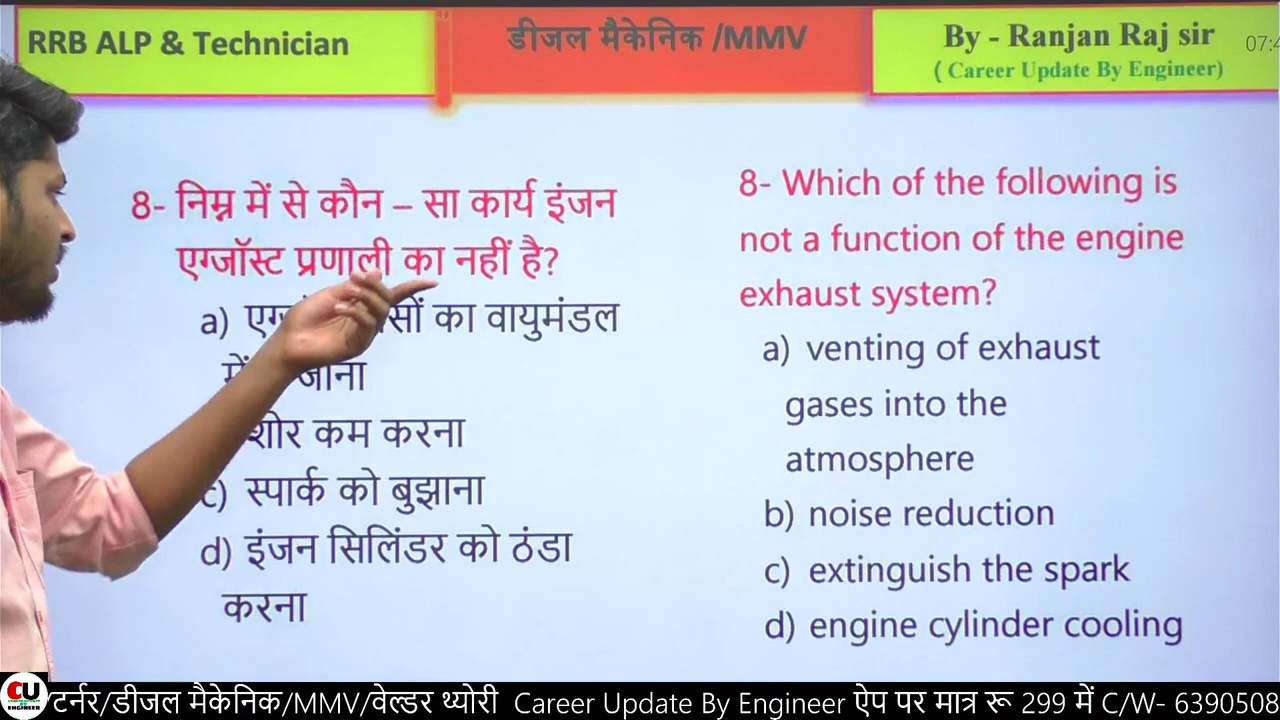 RRB ALP & Technician
डीजल मैकेनिक /MMV
By - Ranjan Raj sir
( Career Update By Engineer)
8- निम्न में से कौन – सा कार्य इंजन
एग्जॉस्ट प्रणाली का नहीं है?
a) का वायुमंडल
में
शोर कम करना
c) स्पार्क को बुझाना
d) इंजन सिलिंडर को ठंडा
करना
8- Which of the following is
not a function of the engine
exhaust system?
a) venting of exhaust
gases into the
atmosphere
b) noise reduction
c) extinguish the spark
d) engine cylinder cooling
CU
टर्नर/डीजल मैकेनिक/MMV/वेल्डर थ्योरी Career Update By Engineer ऐप पर मात्र रू 299 में C/W- 6390508